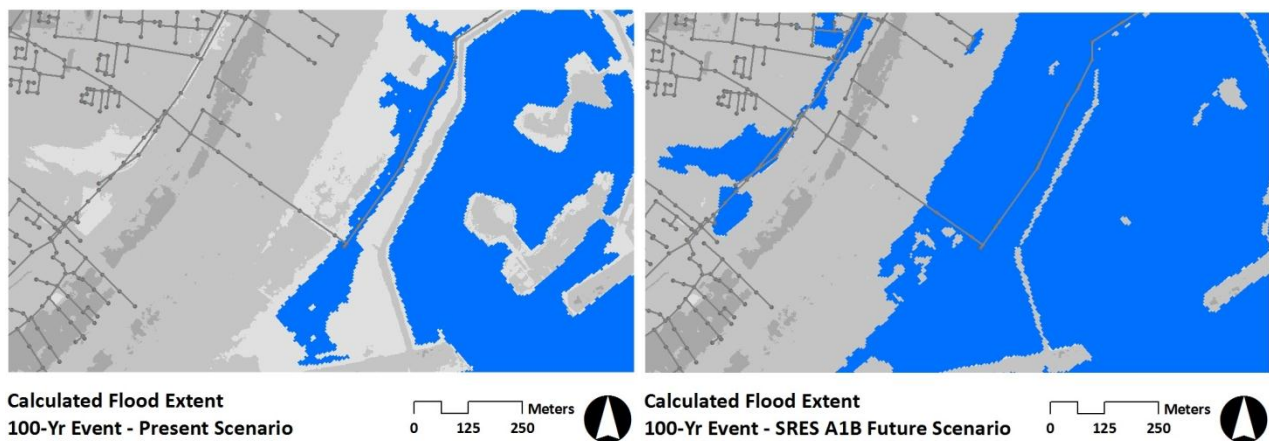 Calculated Flood Extent
100-Yr Event - Present Scenario
Meters
0 125 250
Calculated Flood Extent
100-Yr Event - SRES A1B Future Scenario
Meters
0 125 250